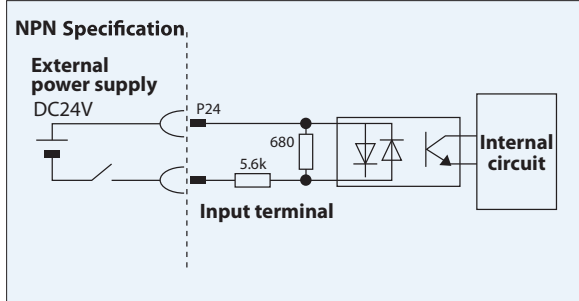 NPN Specification
External
power supply
DC24V
P24
680
5.6k
Input terminal
Internal
circuit